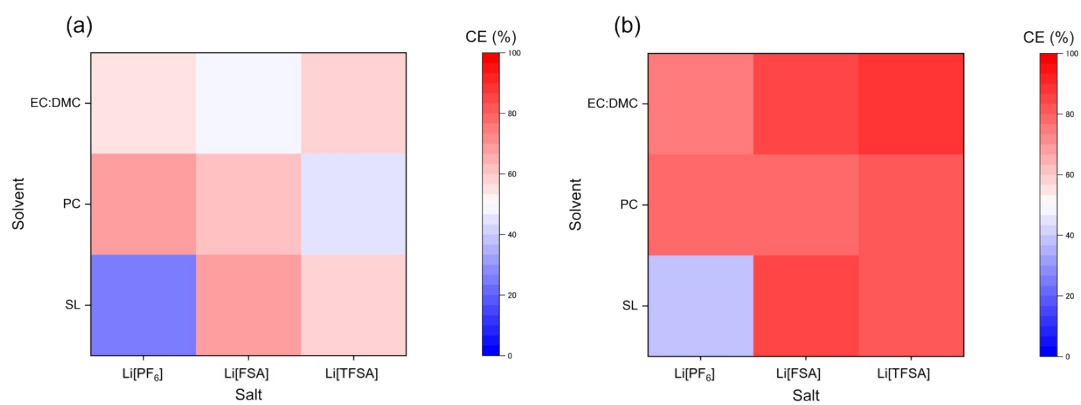 (a)
CE (%)
EC:DMC
PC
SL
Solvent
Li[PF₆]
Li[FSA]
Li[TFSA]
Salt
100
80
60
40
20
0
(b)
CE (%)
EC:DMC
PC
SL
Solvent
Li[PF₆]
Li[FSA]
Li[TFSA]
Salt
100
80
60
40
20
0